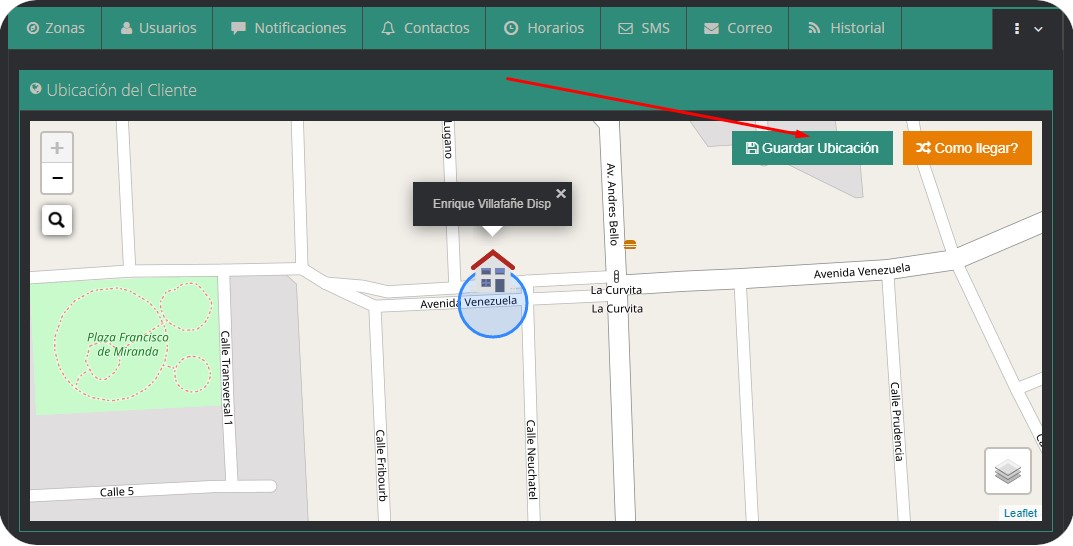 Zonas
Usuarios
Notificaciones
Contactos
Horarios
SMS
Correo
Historial
Ubicación del Cliente
+
−
Guardar Ubicación
Como llegar?
Enrique Villafañe Disp
×
Lugano
Av. Andres Bello
Avenida Venezuela
Avenida Venezuela
La Curvita
La Curvita
Plaza Francisco
de Miranda
Calle Transversal 1
Calle Fribourb
Calle Neuchatel
Calle Prudencia
Calle 5
Leaflet